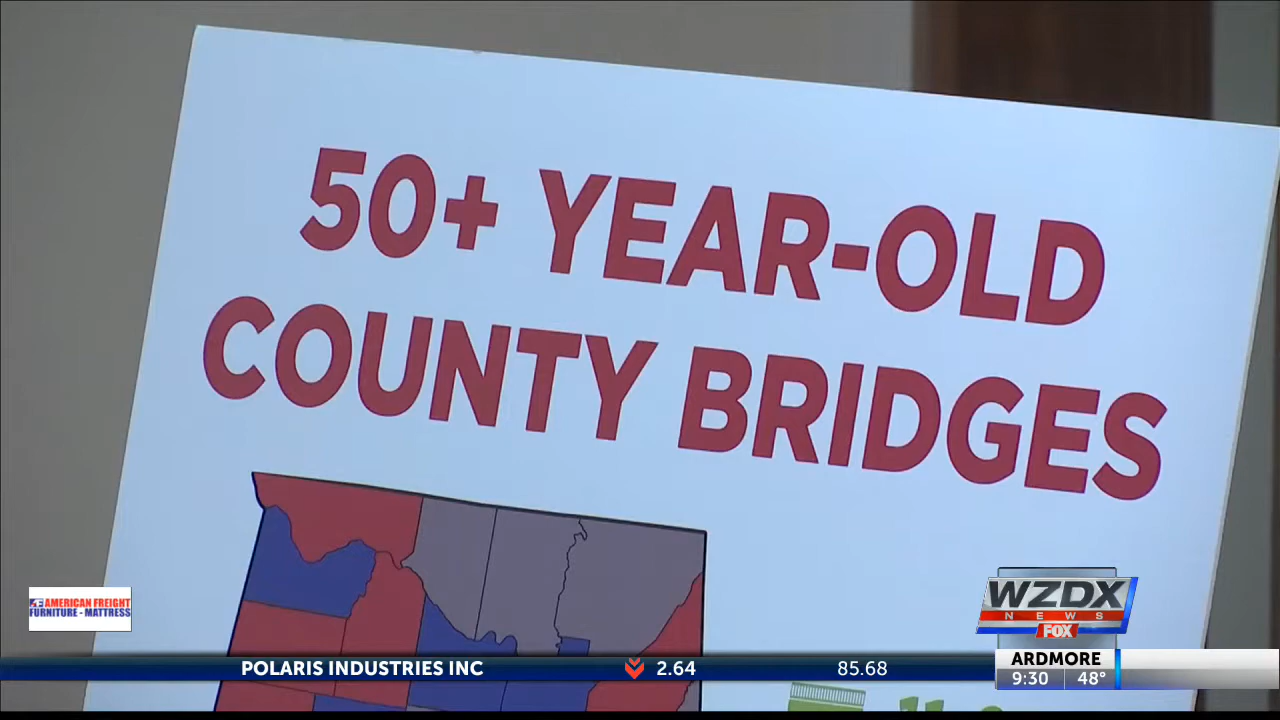 50+ YEAR-OLD
COUNTY BRIDGES
AMERICAN FREIGHT
FURNITURE - MATTRESS
WZDX
NEWS
FOX
POLARIS INDUSTRIES INC 2.64 85.68
ARDMORE
9:30 48°